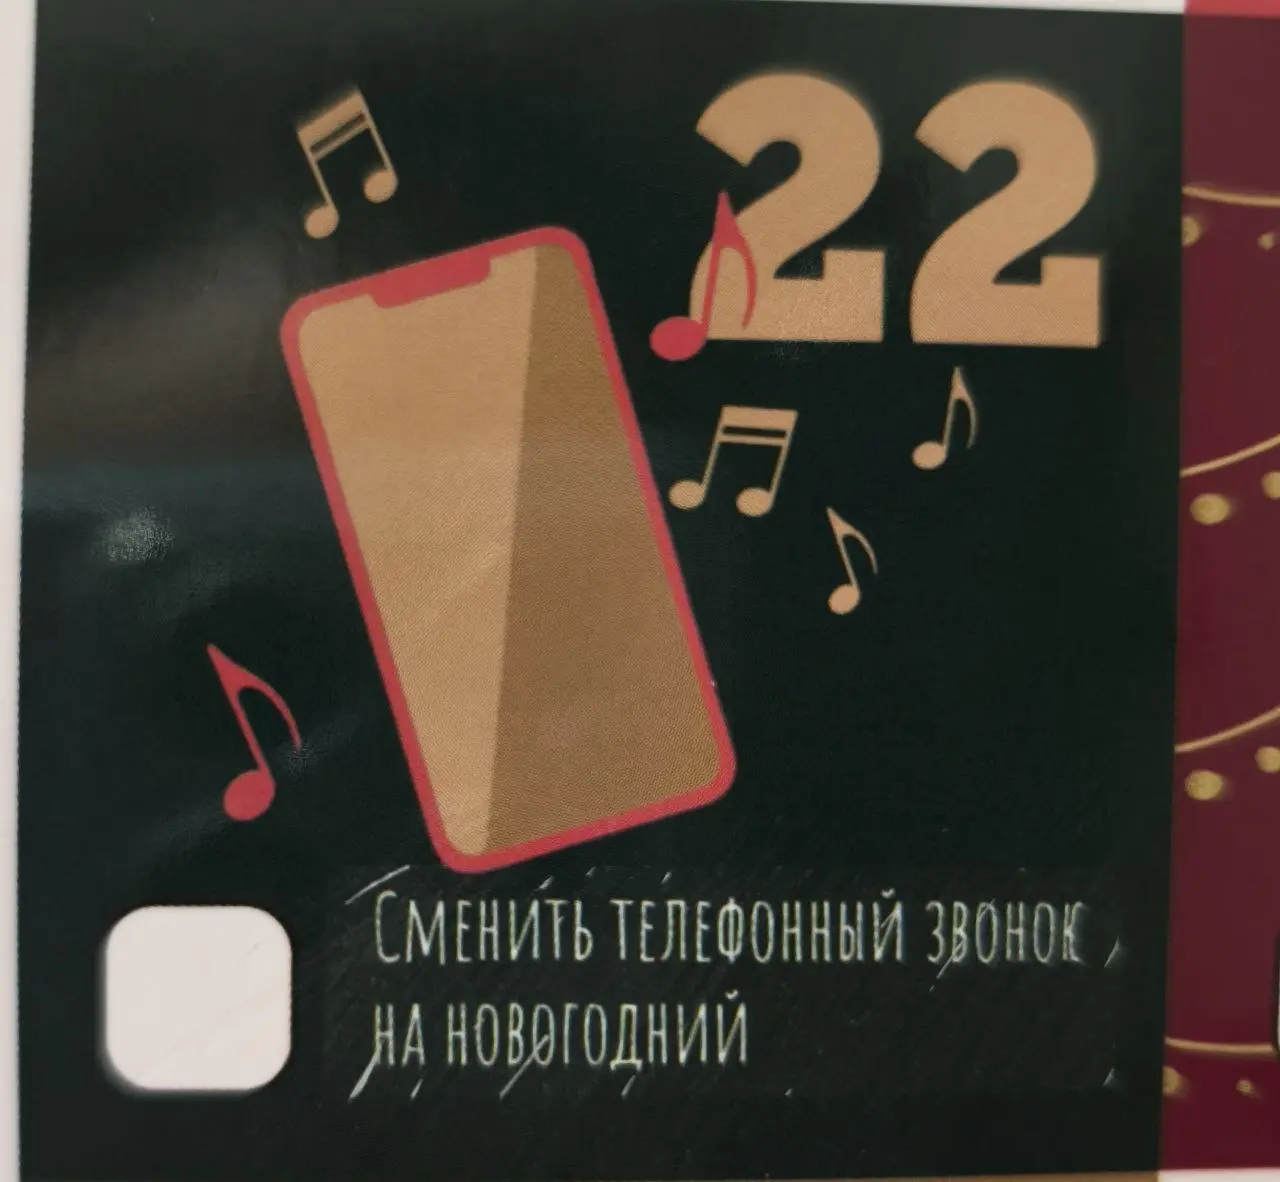 22
Сменить телефонный звонок
на новогодний